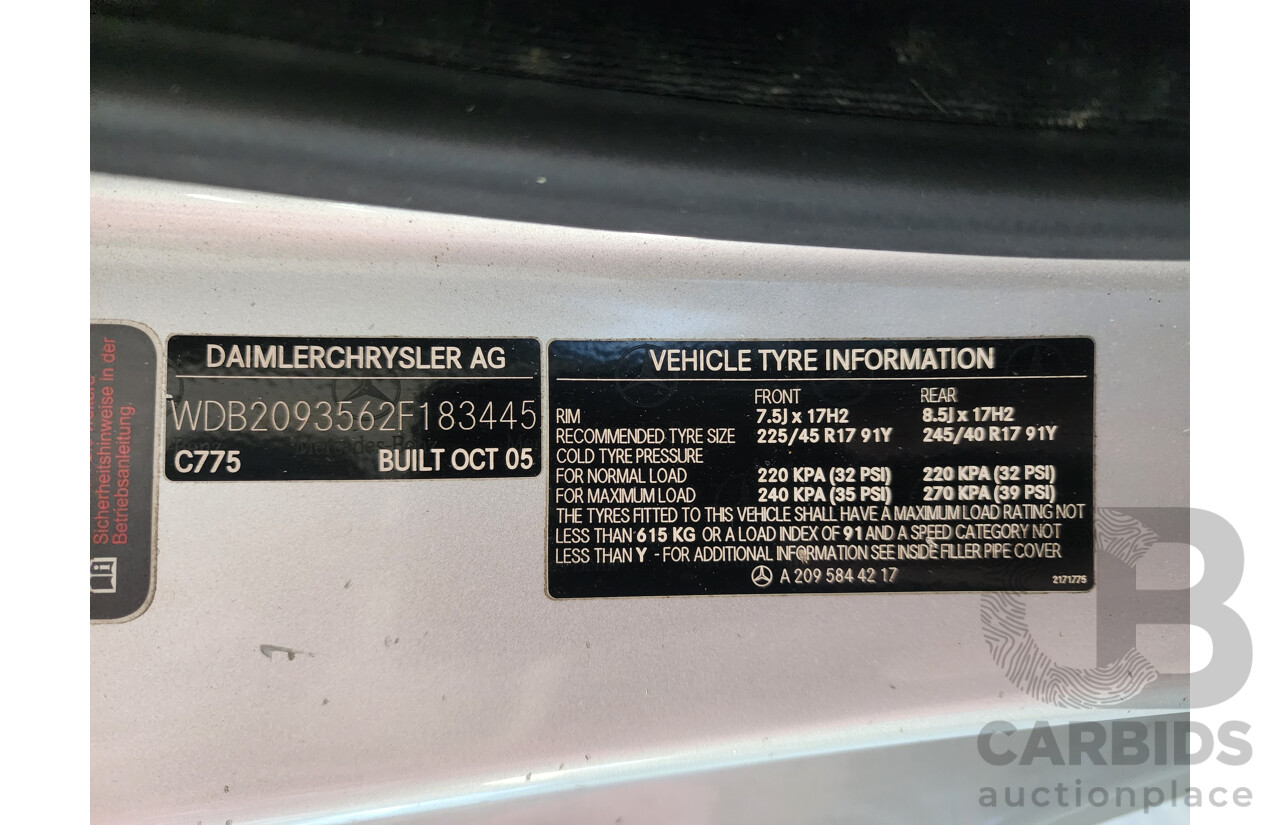 Sicherheitshinweise in der
Betriebsanleitung.
DAIMLERCHRYSLER AG
WDB2093562F183445
C775 BUILT OCT 05
VEHICLE TYRE INFORMATION
FRONT REAR
RIM 7.5J x 17H2 8.5J x 17H2
RECOMMENDED TYRE SIZE 225/45 R17 91Y 245/40 R17 91Y
COLD TYRE PRESSURE
FOR NORMAL LOAD 220 KPA (32 PSI) 220 KPA (32 PSI)
FOR MAXIMUM LOAD 240 KPA (35 PSI) 270 KPA (39 PSI)
THE TYRES FITTED TO THIS VEHICLE SHALL HAVE A MAXIMUM LOAD RATING NOT
LESS THAN 615 KG OR A LOAD INDEX OF 91 AND A SPEED CATEGORY NOT
LESS THAN Y - FOR ADDITIONAL INFORMATION SEE INSIDE FILLER PIPE COVER
A 209 584 42 17 2171775
CB
CARBIDS
auctionplace